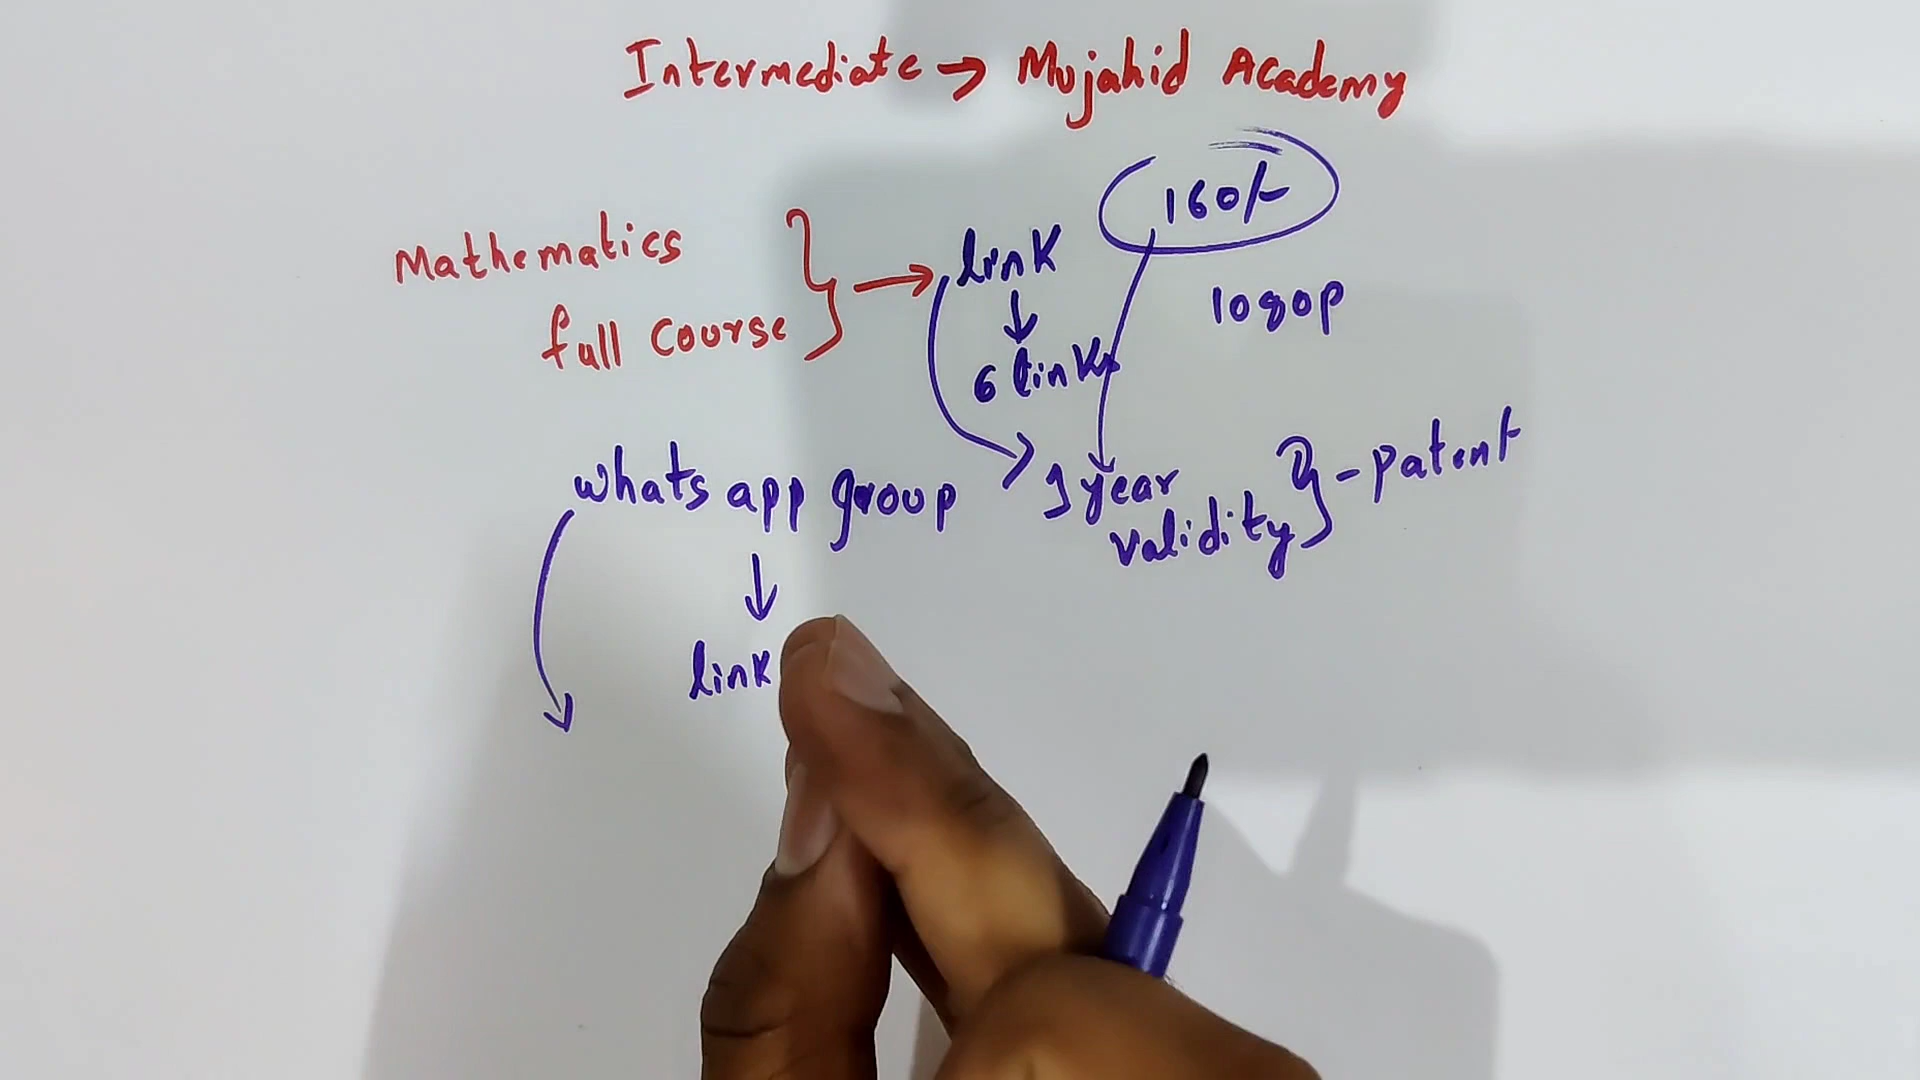 Intermediate → Mujahid Academy
160/-
Mathematics
full Course
→ link
1080p
↓
6 links
whats app group
1 year
validity
- patent
↓
link